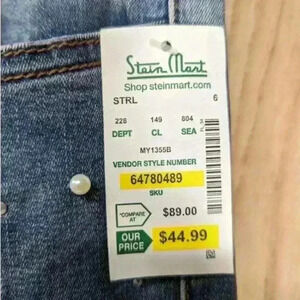 Stein Mart
Shop steinmart.com
STRL 6
228 149 804
DEPT CL SEA
MY1355B
VENDOR STYLE NUMBER
64780489
SKU
"COMPARE AT $89.00
OUR PRICE $44.99